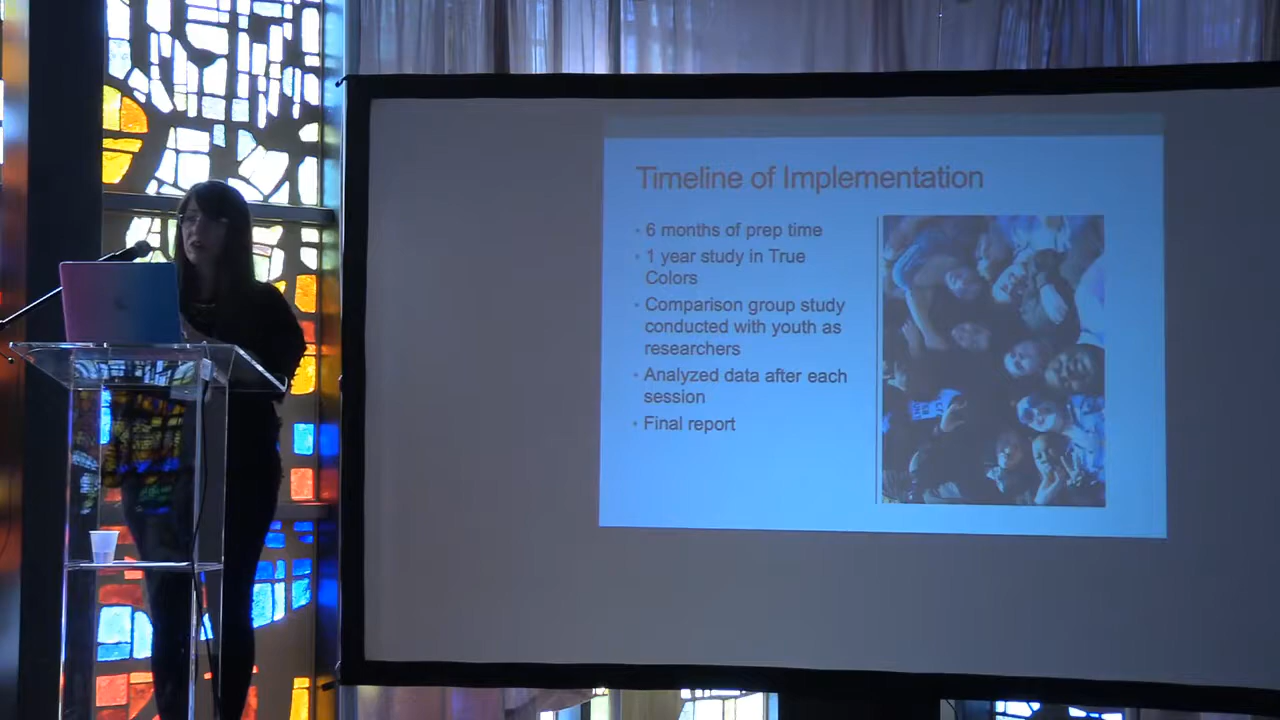 Timeline of Implementation
• 6 months of prep time
• 1 year study in True
Colors
• Comparison group study
conducted with youth as
researchers
• Analyzed data after each
session
• Final report